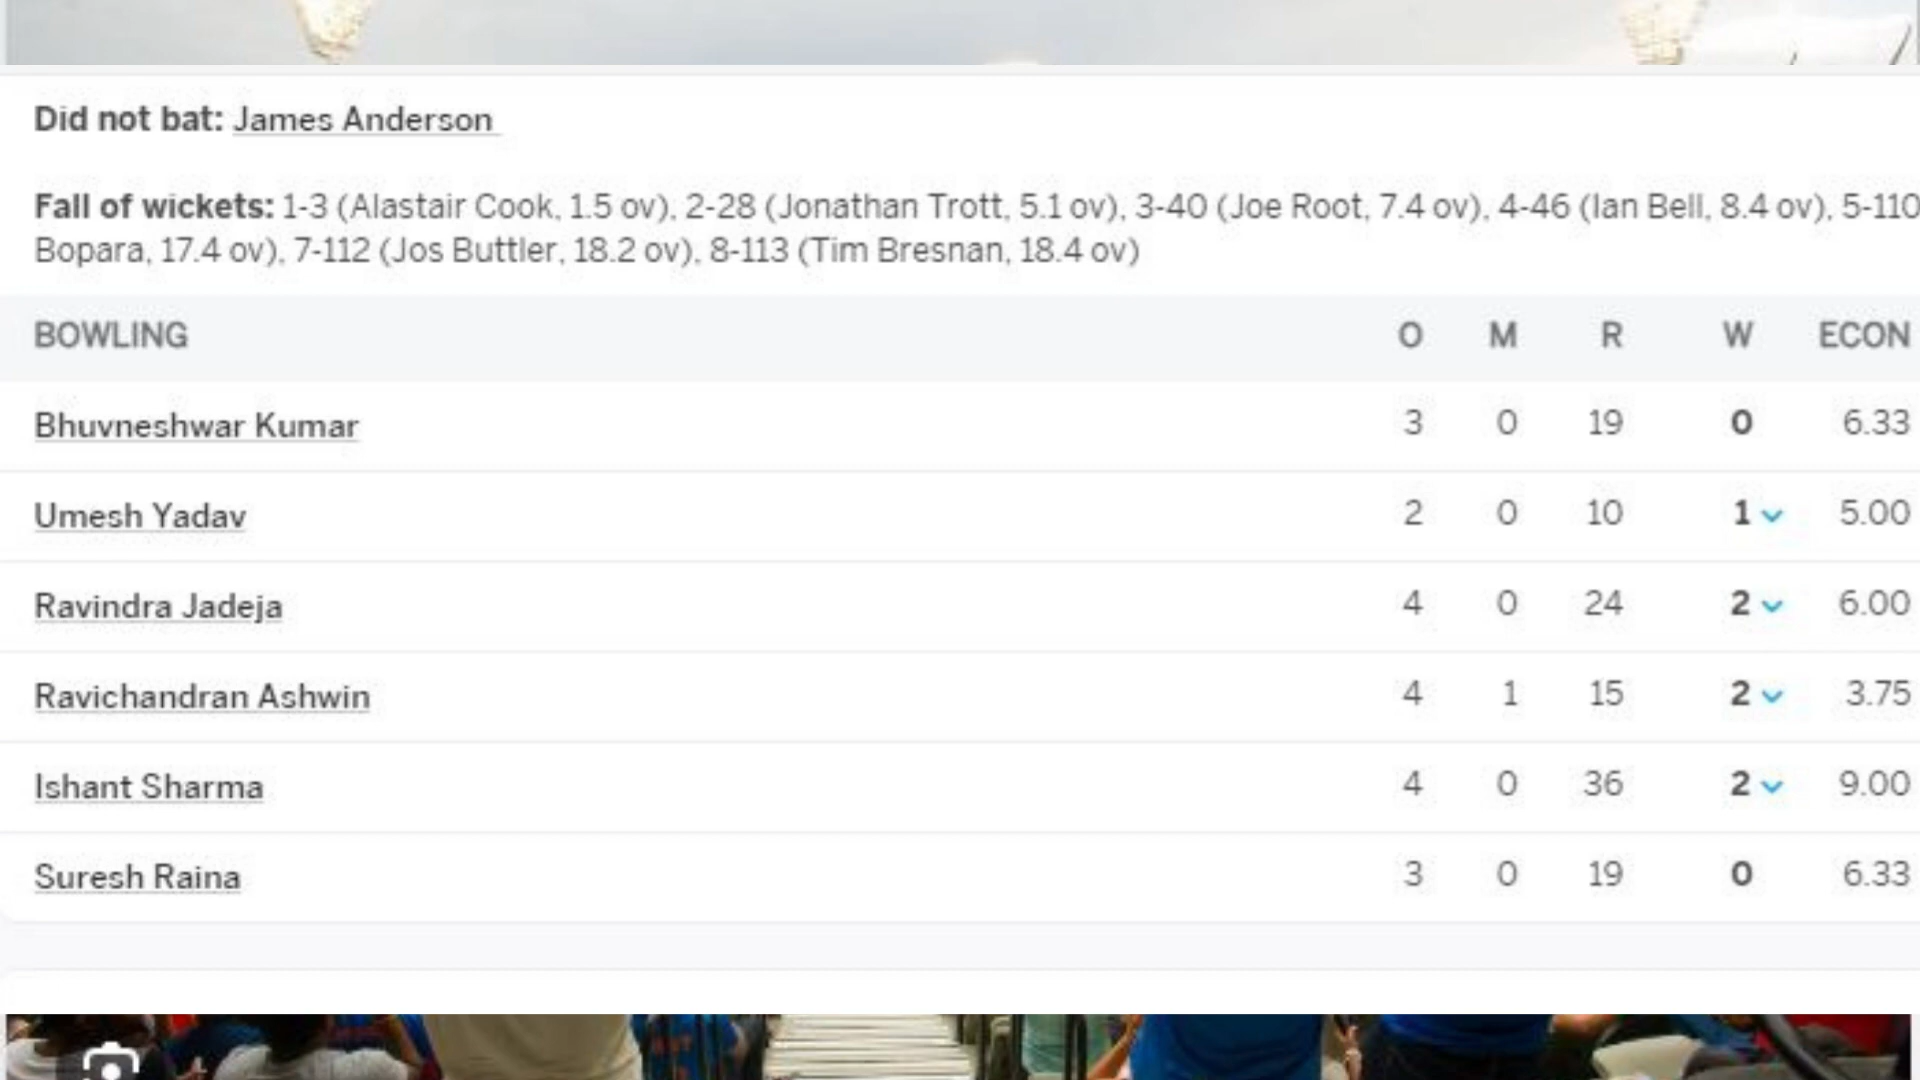 Did not bat: James Anderson
Fall of wickets: 1-3 (Alastair Cook, 1.5 ov), 2-28 (Jonathan Trott, 5.1 ov), 3-40 (Joe Root, 7.4 ov), 4-46 (Ian Bell, 8.4 ov), 5-110
Bopara, 17.4 ov), 7-112 (Jos Buttler, 18.2 ov), 8-113 (Tim Bresnan, 18.4 ov)
BOWLING O M R W ECON
Bhuvneshwar Kumar 3 0 19 0 6.33
Umesh Yadav 2 0 10 1 5.00
Ravindra Jadeja 4 0 24 2 6.00
Ravichandran Ashwin 4 1 15 2 3.75
Ishant Sharma 4 0 36 2 9.00
Suresh Raina 3 0 19 0 6.33